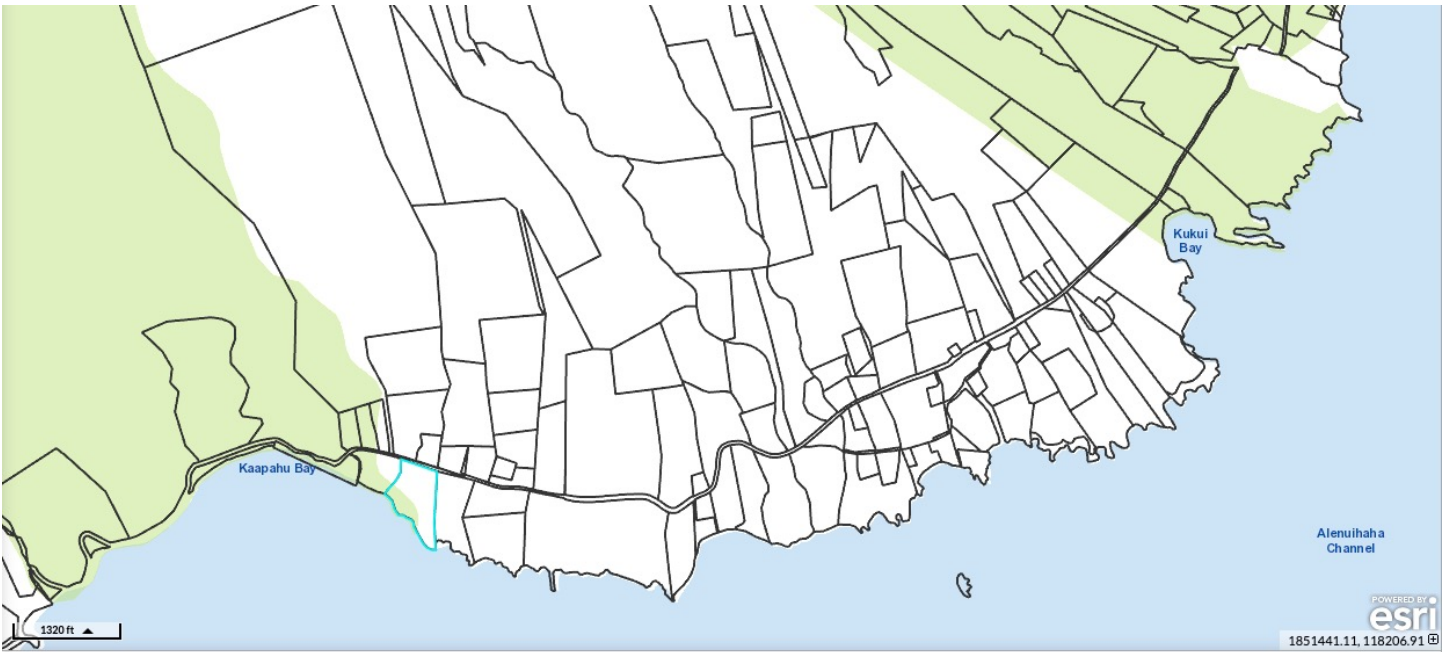 Kukui
Bay
Kaapahu Bay
Alenuihaha
Channel
POWERED BY
esri
1320 ft
1851441.11, 118206.91